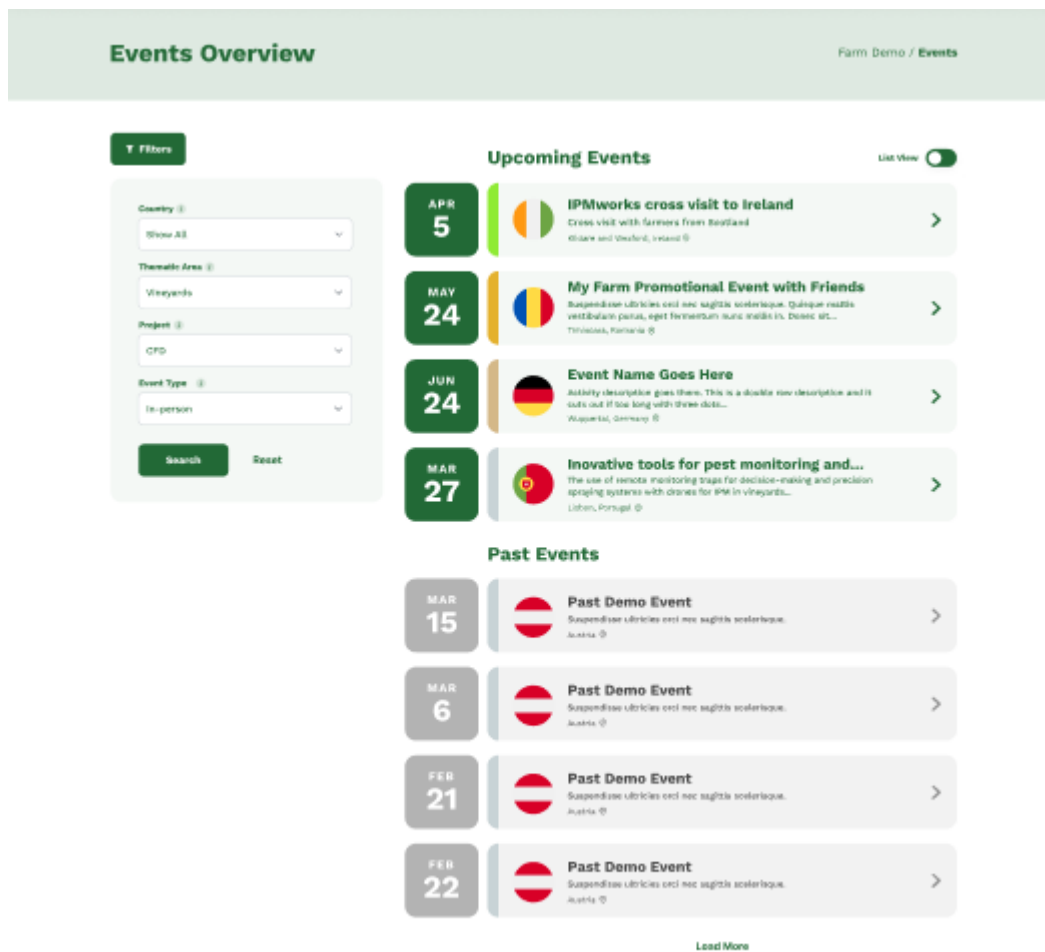 Events Overview
Farm Demo / Events
Filters
Country
Show All
Thematic Area
Vineyards
Project
CFD
Event Type
In-person
Search
Reset
Upcoming Events
List View
APR
5
IPMworks cross visit to Ireland
Cross visit with farmers from Scotland
Kildare and Wexford, Ireland
MAY
24
My Farm Promotional Event with Friends
Suspendisse ultricies orci nec sagittis scelerisque. Quisque mattis
vestibulum purus, eget fermentum nunc mollis in. Donec sit...
Timisoara, Romania
JUN
24
Event Name Goes Here
Activity description goes there. This is a double row description and it
cuts out if too long with three dots...
Wuppertal, Germany
MAR
27
Inovative tools for pest monitoring and...
The use of remote monitoring traps for decision-making and precision
spraying systems with drones for IPM in vineyards...
Lisbon, Portugal
Past Events
MAR
15
Past Demo Event
Suspendisse ultricies orci nec sagittis scelerisque.
Austria
MAR
6
Past Demo Event
Suspendisse ultricies orci nec sagittis scelerisque.
Austria
FEB
21
Past Demo Event
Suspendisse ultricies orci nec sagittis scelerisque.
Austria
FEB
22
Past Demo Event
Suspendisse ultricies orci nec sagittis scelerisque.
Austria
Load More